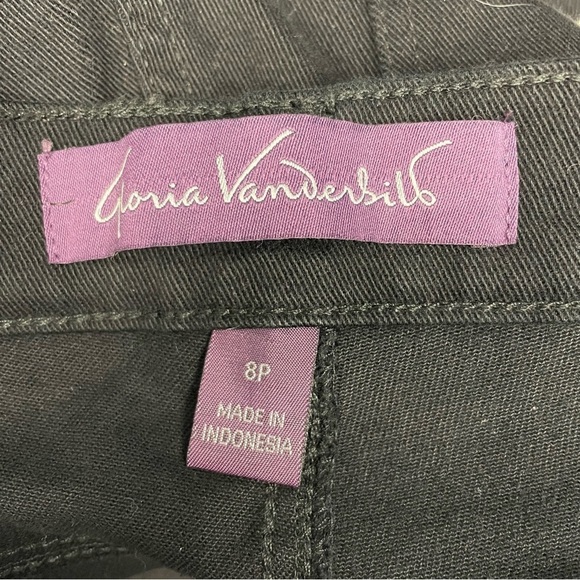 Gloria Vanderbilt
8P
MADE IN
INDONESIA